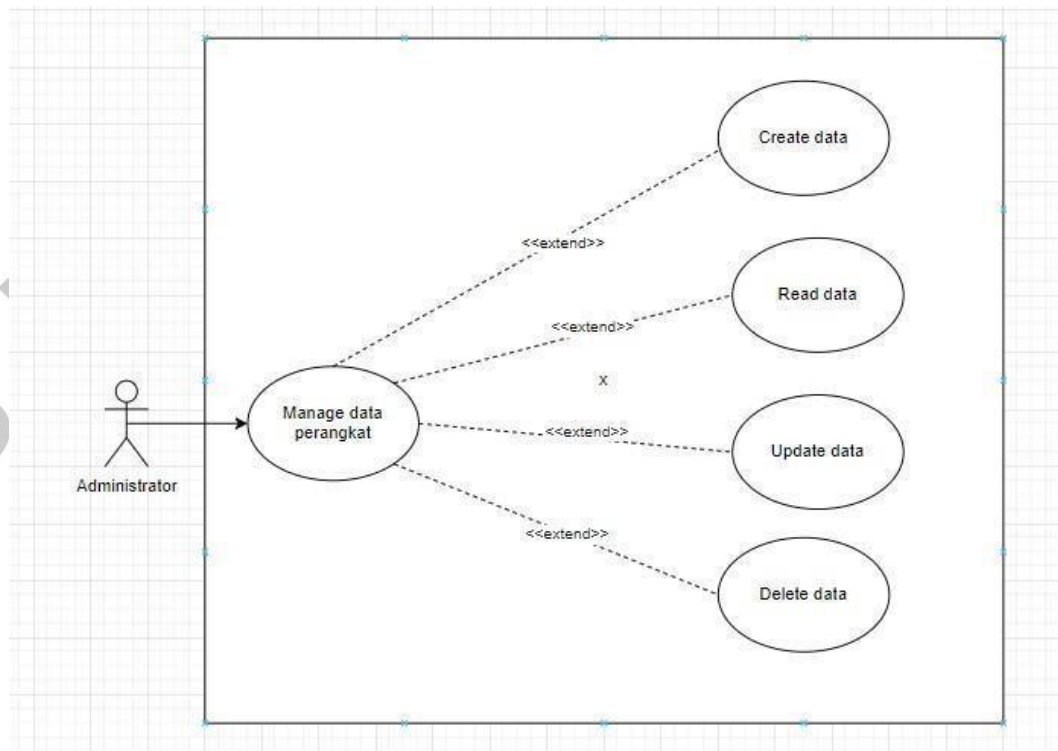 Create data
<<extend>>
Read data
<<extend>>
x
Manage data
perangkat
<<extend>>
Update data
Administrator
<<extend>>
Delete data